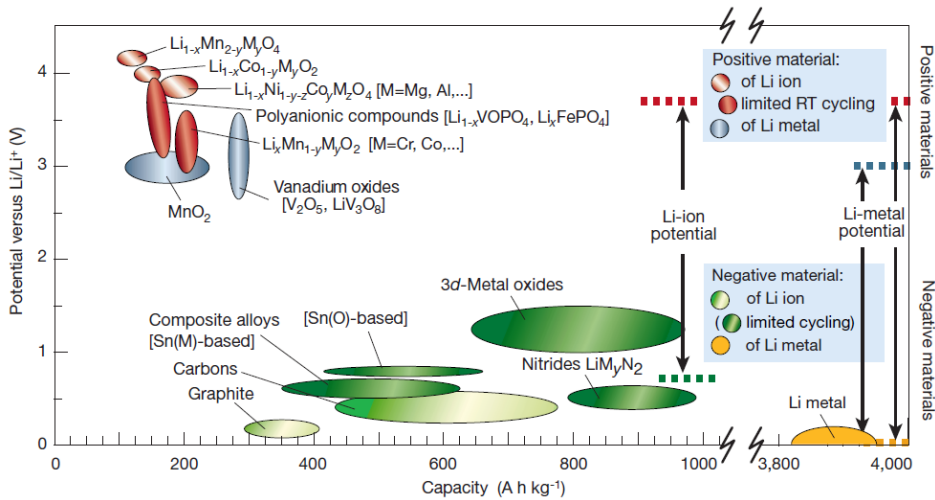 Li₁₋ₓMn₂₋yMyO₄
Li₁₋ₓCo₁₋yMyO₂
Li₁₋ₓNi₁₋y₋zCoyMzO₄ [M=Mg, Al,...]
Polyanionic compounds [Li₁₋ₓVOPO₄, LiₓFePO₄]
LiₓMn₁₋yMyO₂ [M=Cr, Co,...]
Vanadium oxides
[V₂O₅, LiV₃O₈]
MnO₂
Positive material:
of Li ion
limited RT cycling
of Li metal
Li-ion
potential
Li-metal
potential
Negative material:
of Li ion
( limited cycling)
of Li metal
3d-Metal oxides
[Sn(O)-based]
Composite alloys
[Sn(M)-based]
Carbons
Graphite
Nitrides LiMyN₂
Li metal
Positive materials
Negative materials
Potential versus Li/Li⁺ (V)
4
3
2
1
0
0 200 400 600 800 1000 3,800 4,000
Capacity (A h kg⁻¹)